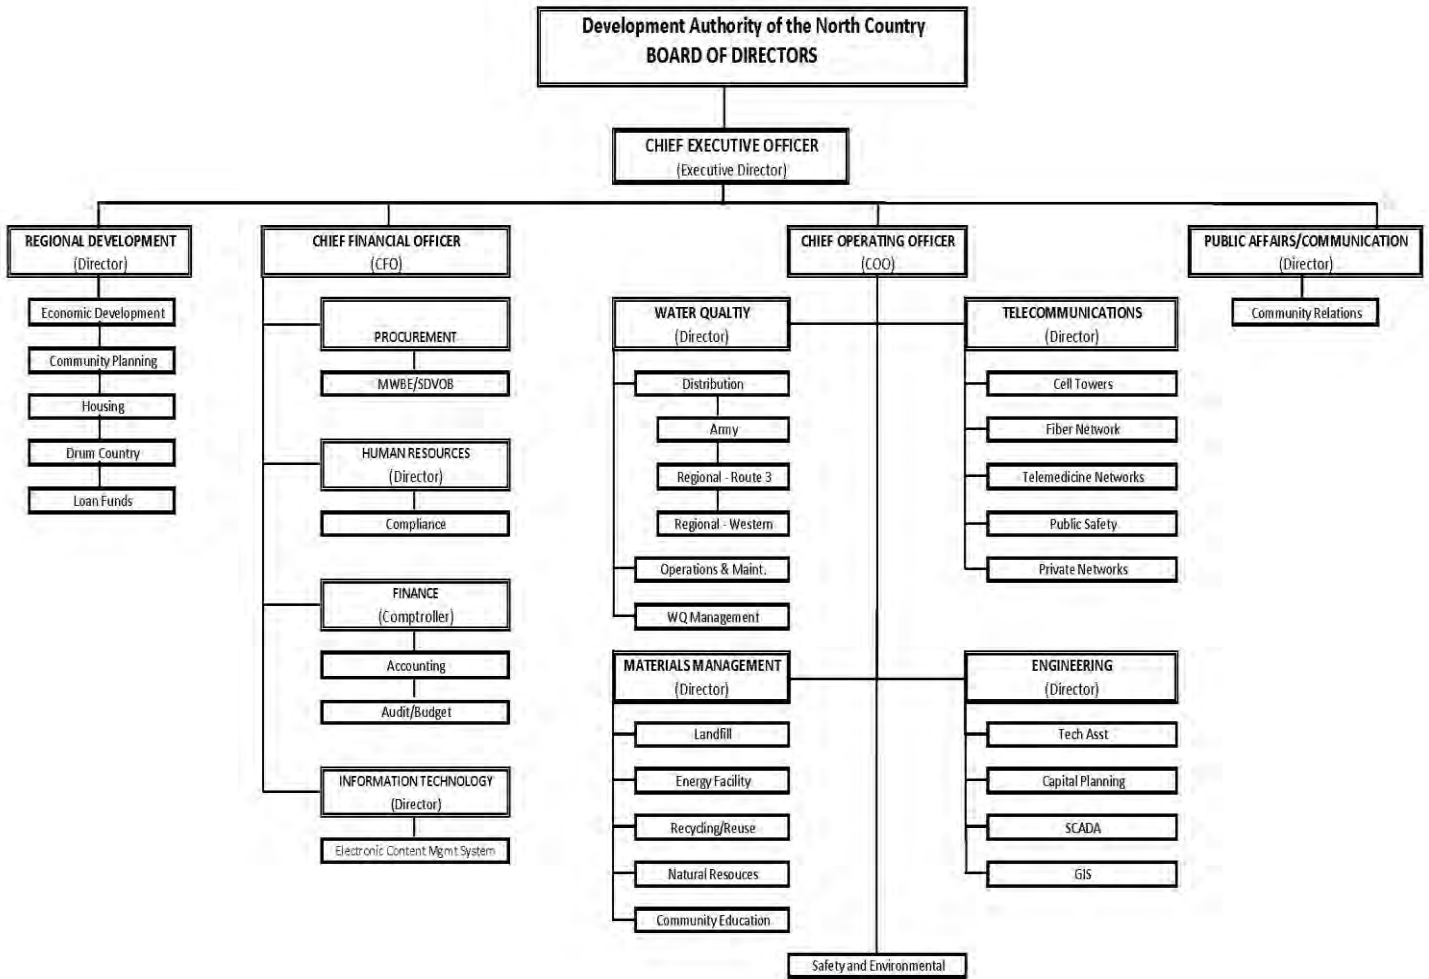 Development Authority of the North Country
BOARD OF DIRECTORS
CHIEF EXECUTIVE OFFICER
(Executive Director)
REGIONAL DEVELOPMENT
(Director)
Economic Development
Community Planning
Housing
Drum Country
Loan Funds
CHIEF FINANCIAL OFFICER
(CFO)
PROCUREMENT
MWBE/SDVOB
HUMAN RESOURCES
(Director)
Compliance
FINANCE
(Comptroller)
Accounting
Audit/Budget
INFORMATION TECHNOLOGY
(Director)
Electronic Content Mgmt System
CHIEF OPERATING OFFICER
(COO)
WATER QUALTIY
(Director)
Distribution
Army
Regional - Route 3
Regional - Western
Operations & Maint.
WQ Management
TELECOMMUNICATIONS
(Director)
Cell Towers
Fiber Network
Telemedicine Networks
Public Safety
Private Networks
MATERIALS MANAGEMENT
(Director)
Landfill
Energy Facility
Recycling/Reuse
Natural Resouces
Community Education
ENGINEERING
(Director)
Tech Asst
Capital Planning
SCADA
GIS
Safety and Environmental
PUBLIC AFFAIRS/COMMUNICATION
(Director)
Community Relations